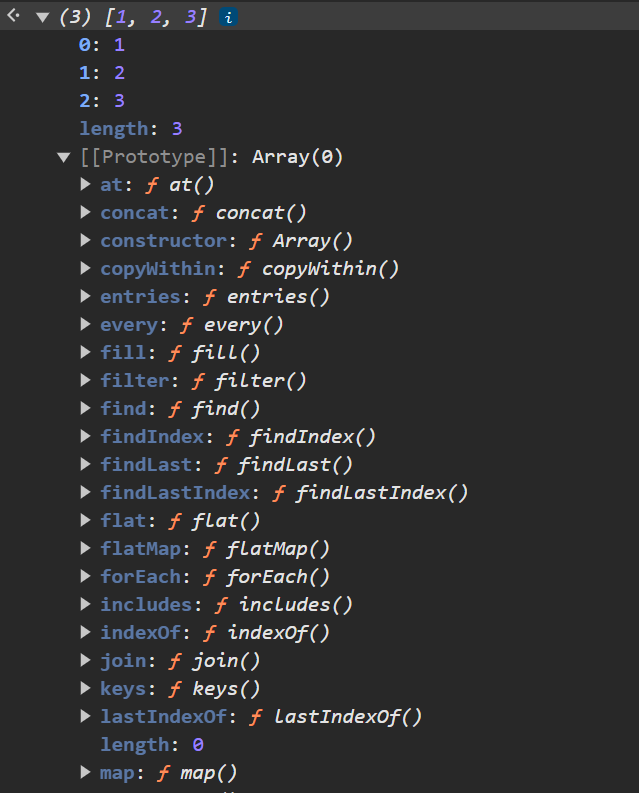 (3) [1, 2, 3] i
0: 1
1: 2
2: 3
length: 3
[[Prototype]]: Array(0)
at: ƒ at()
concat: ƒ concat()
constructor: ƒ Array()
copyWithin: ƒ copyWithin()
entries: ƒ entries()
every: ƒ every()
fill: ƒ fill()
filter: ƒ filter()
find: ƒ find()
findIndex: ƒ findIndex()
findLast: ƒ findLast()
findLastIndex: ƒ findLastIndex()
flat: ƒ flat()
flatMap: ƒ flatMap()
forEach: ƒ forEach()
includes: ƒ includes()
indexOf: ƒ indexOf()
join: ƒ join()
keys: ƒ keys()
lastIndexOf: ƒ lastIndexOf()
length: 0
map: ƒ map()